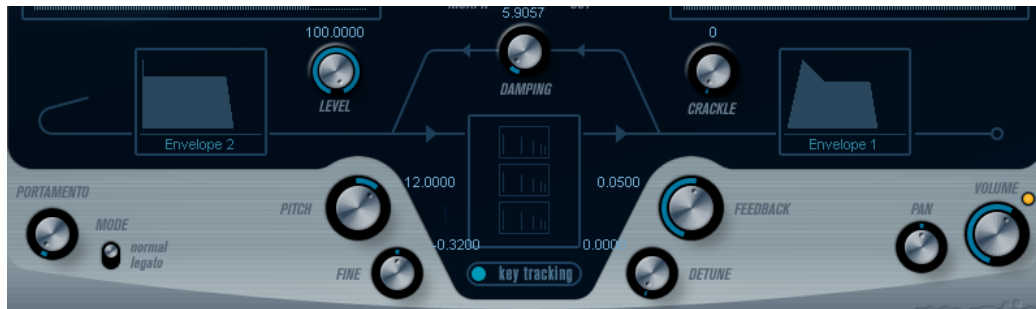 5.9057
100.0000
0
LEVEL
DAMPING
CRACKLE
Envelope 2
Envelope 1
PORTAMENTO
MODE
normal
legato
PITCH
12.0000
0.0500
FEEDBACK
PAN
VOLUME
-0.3200
0.0000
FINE
key tracking
DETUNE